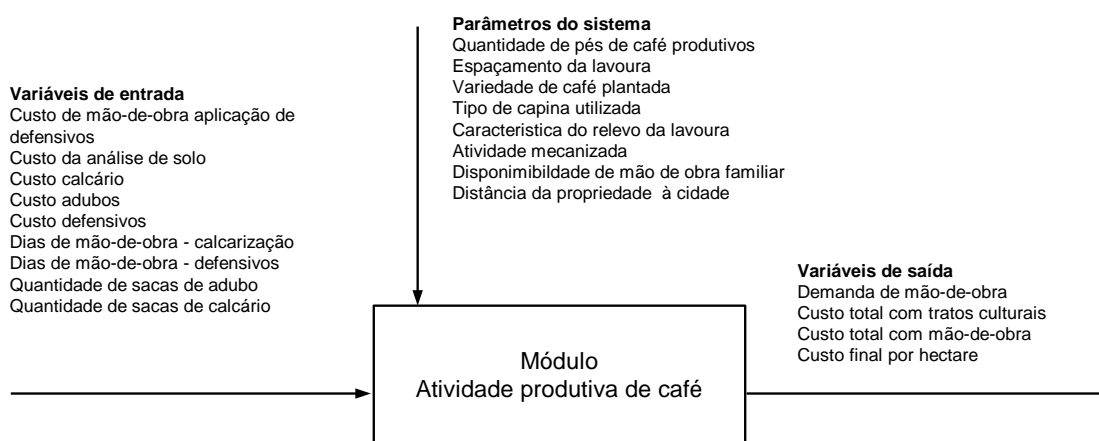 Parâmetros do sistema
Quantidade de pés de café produtivos
Espaçamento da lavoura
Variedade de café plantada
Tipo de capina utilizada
Caracteristica do relevo da lavoura
Atividade mecanizada
Disponimibildade de mão de obra familiar
Distância da propriedade à cidade
Variáveis de entrada
Custo de mão-de-obra aplicação de
defensivos
Custo da análise de solo
Custo calcário
Custo adubos
Custo defensivos
Dias de mão-de-obra - calcarização
Dias de mão-de-obra - defensivos
Quantidade de sacas de adubo
Quantidade de sacas de calcário
Variáveis de saída
Demanda de mão-de-obra
Custo total com tratos culturais
Custo total com mão-de-obra
Custo final por hectare
Módulo
Atividade produtiva de café